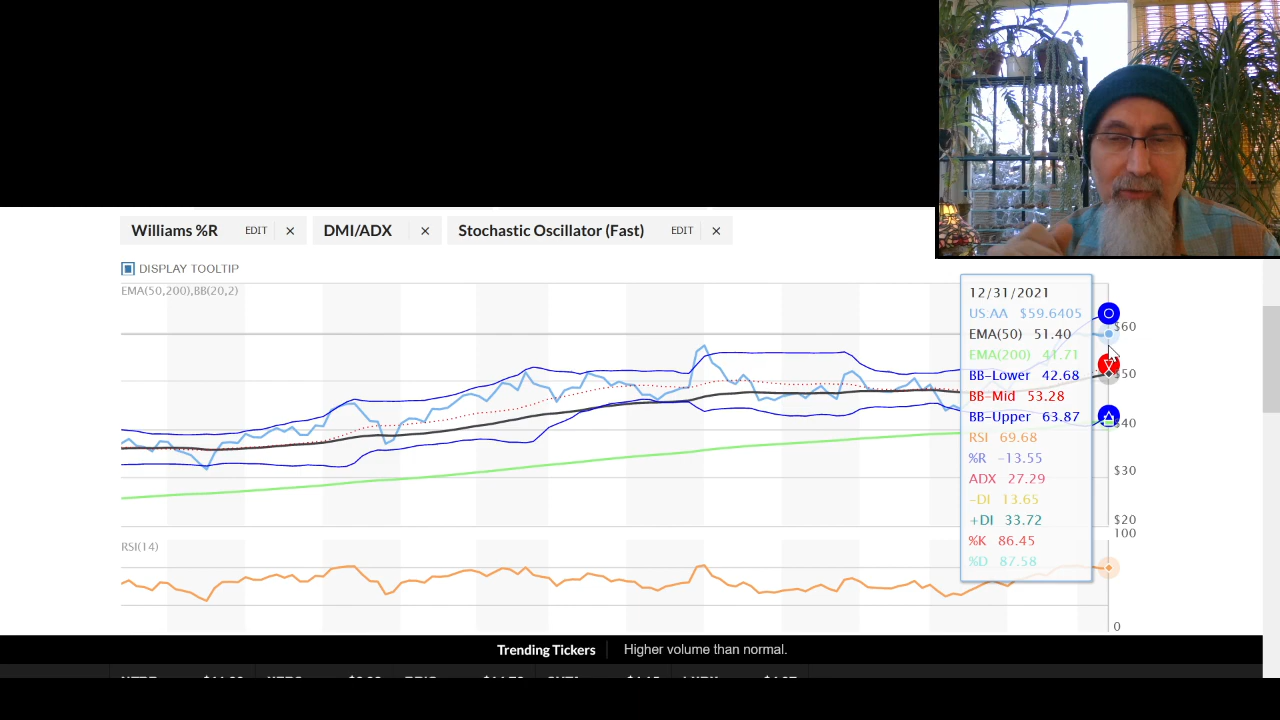 Williams %R EDIT × DMI/ADX × Stochastic Oscillator (Fast) EDIT ×
DISPLAY TOOLTIP
EMA(50,200),BB(20,2)
12/31/2021
US.AA $59.6405
EMA(50) 51.40
EMA(200) 41.71
BB-Lower 42.68
BB-Mid 53.28
BB-Upper 63.87
RSI 69.68
%R -13.55
ADX 27.29
-DI 13.65
+DI 33.72
%K 86.45
%D 87.58
$60
$50
$40
$30
$20
100
RSI(14)
0
Trending Tickers Higher volume than normal.